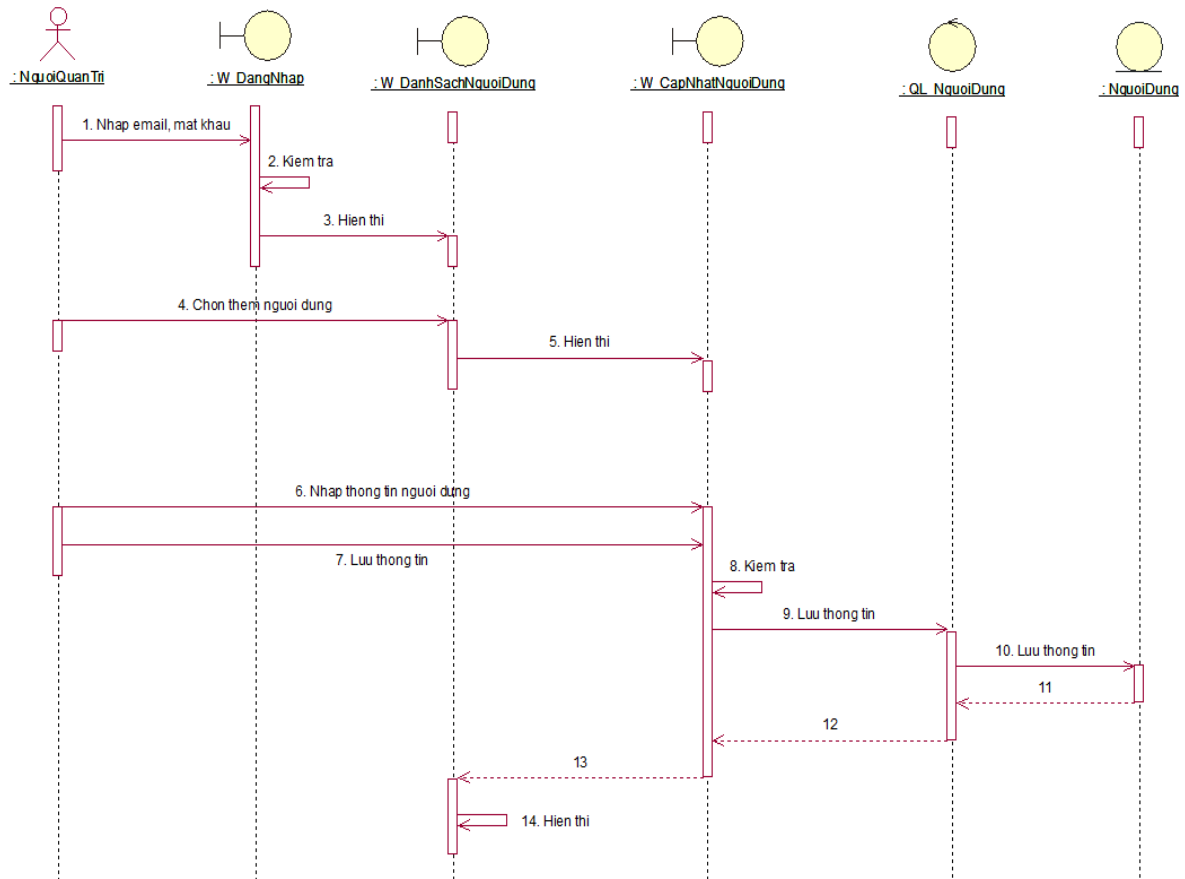 : NguoiQuanTri
: W_DangNhap
: W_DanhSachNguoiDung
: W_CapNhatNguoiDung
: QL_NguoiDung
: NguoiDung
1. Nhap email, mat khau
2. Kiem tra
3. Hien thi
4. Chon them nguoi dung
5. Hien thi
6. Nhap thong tin nguoi dung
7. Luu thong tin
8. Kiem tra
9. Luu thong tin
10. Luu thong tin
11
12
13
14. Hien thi